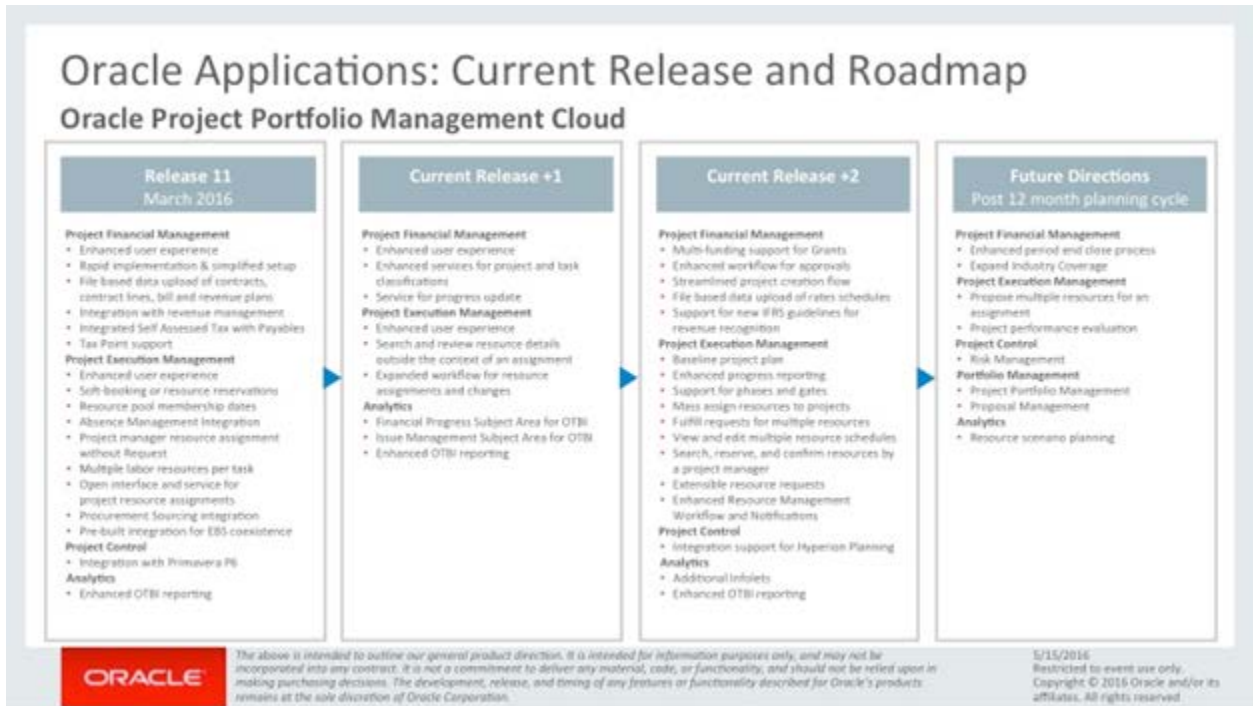 Oracle Applications: Current Release and Roadmap
Oracle Project Portfolio Management Cloud
Release 11
March 2016
Project Financial Management
• Enhanced user experience
• Rapid implementation & simplified setup
• File based data upload of contracts,
contract lines, bill and revenue plans
• Integration with revenue management
• Integrated Self Assessed Tax with Payables
• Tax Point support
Project Execution Management
• Enhanced user experience
• Soft-booking or resource reservations
• Resource pool membership dates
• Absence Management Integration
• Project manager resource assignment
without Request
• Multiple labor resources per task
• Open interface and service for
project resource assignments
• Procurement Sourcing integration
• Pre-built integration for EBS coexistence
Project Control
• Integration with Primavera P6
Analytics
• Enhanced OTBI reporting
Current Release +1
Project Financial Management
• Enhanced user experience
• Enhanced services for project and task
classifications
• Service for progress update
Project Execution Management
• Enhanced user experience
• Search and review resource details
outside the context of an assignment
• Expanded workflow for resource
assignments and changes
Analytics
• Financial Progress Subject Area for OTBI
• Issue Management Subject Area for OTBI
• Enhanced OTBI reporting
Current Release +2
Project Financial Management
• Multi-funding support for Grants
• Enhanced workflow for approvals
• Streamlined project creation flow
• File based data upload of rates schedules
• Support for new IFRS guidelines for
revenue recognition
Project Execution Management
• Baseline project plan
• Enhanced progress reporting
• Support for phases and gates
• Mass assign resources to projects
• Fulfill requests for multiple resources
• View and edit multiple resource schedules
• Search, reserve, and confirm resources by
a project manager
• Extensible resource requests
• Enhanced Resource Management
Workflow and Notifications
Project Control
• Integration support for Hyperion Planning
Analytics
• Additional Infolets
• Enhanced OTBI reporting
Future Directions
Post 12 month planning cycle
Project Financial Management
• Enhanced period end close process
• Expand Industry Coverage
Project Execution Management
• Propose multiple resources for an
assignment
• Project performance evaluation
Project Control
• Risk Management
Portfolio Management
• Project Portfolio Management
• Proposal Management
Analytics
• Resource scenario planning
ORACLE
The above is intended to outline our general product direction. It is intended for information purposes only, and may not be
incorporated into any contract. It is not a commitment to deliver any material, code, or functionality, and should not be relied upon in
making purchasing decisions. The development, release, and timing of any features or functionality described for Oracle's products
remains at the sole discretion of Oracle Corporation.
5/15/2016
Restricted to event use only.
Copyright © 2016 Oracle and/or its
affiliates. All rights reserved